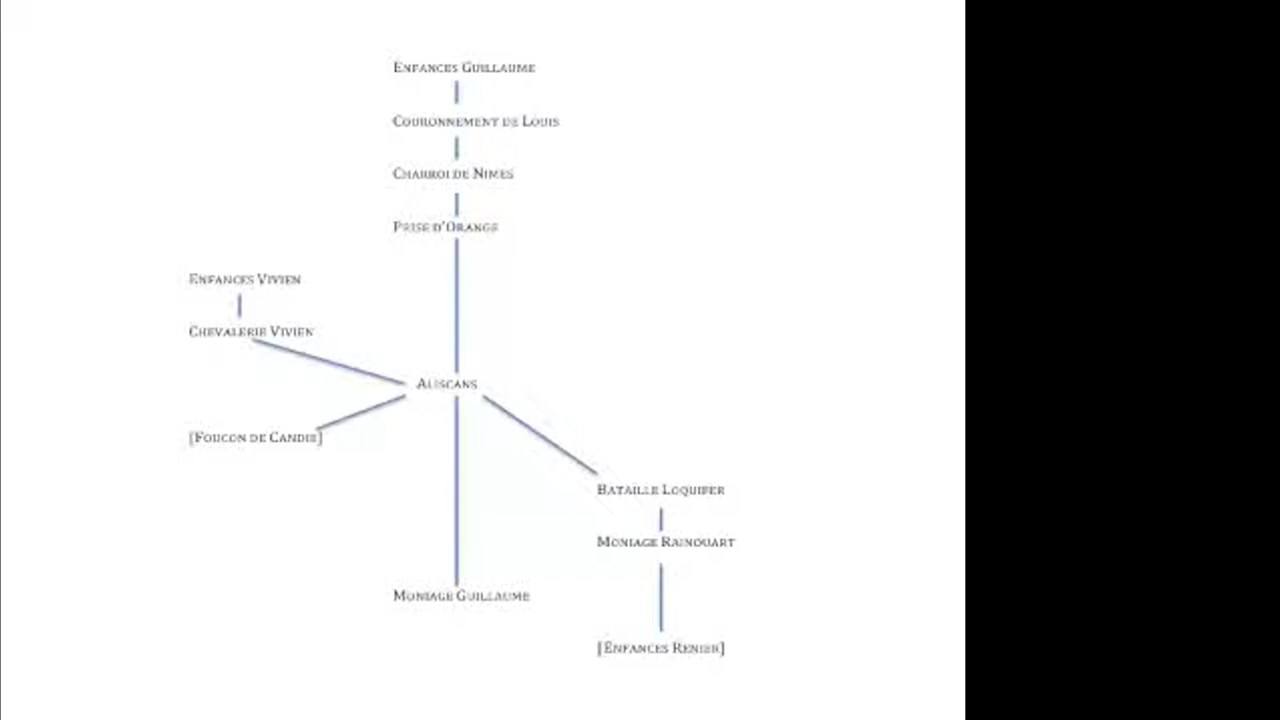 Enfances Guillaume
Couronnement de Louis
Charroi de Nimes
Prise d'Orange
Enfances Vivien
Chevalerie Vivien
Aliscans
[Foucon de Candie]
Bataille Loquifer
Moniage Rainouart
Moniage Guillaume
[Enfances Renier]